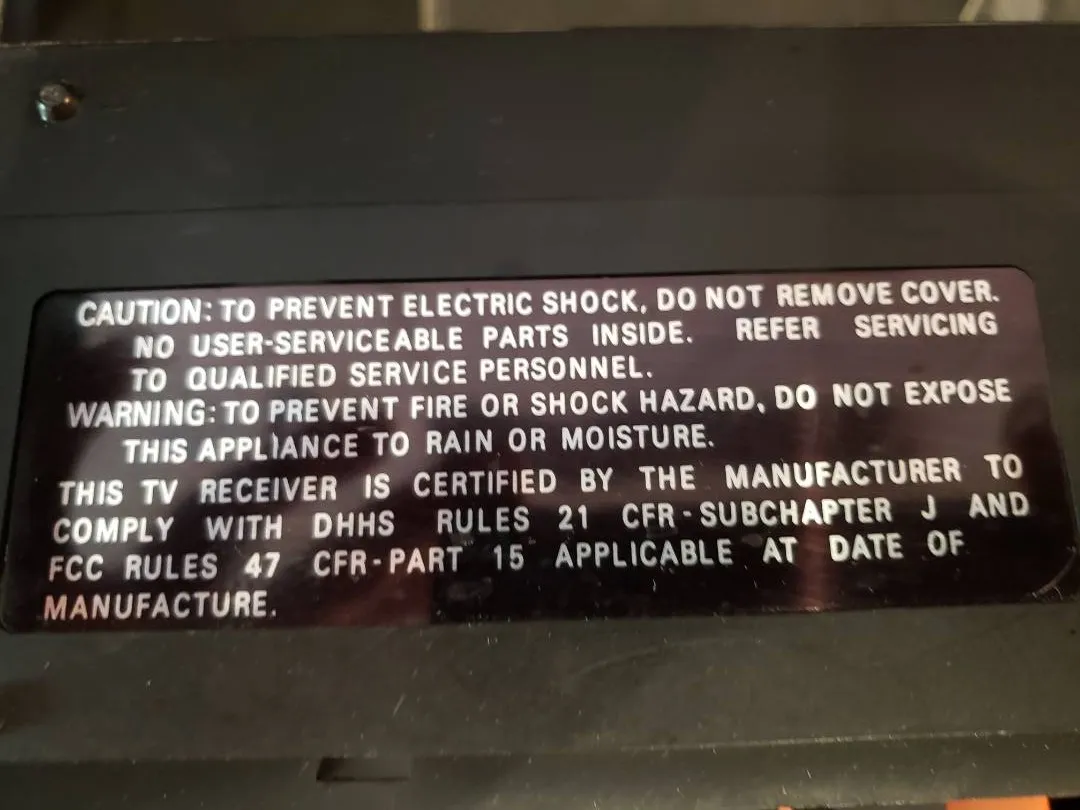 CAUTION: TO PREVENT ELECTRIC SHOCK, DO NOT REMOVE COVER.
NO USER-SERVICEABLE PARTS INSIDE. REFER SERVICING
TO QUALIFIED SERVICE PERSONNEL.
WARNING: TO PREVENT FIRE OR SHOCK HAZARD, DO NOT EXPOSE
THIS APPLIANCE TO RAIN OR MOISTURE.
THIS TV RECEIVER IS CERTIFIED BY THE MANUFACTURER TO
COMPLY WITH DHHS RULES 21 CFR-SUBCHAPTER J AND
FCC RULES 47 CFR-PART 15 APPLICABLE AT DATE OF
MANUFACTURE.